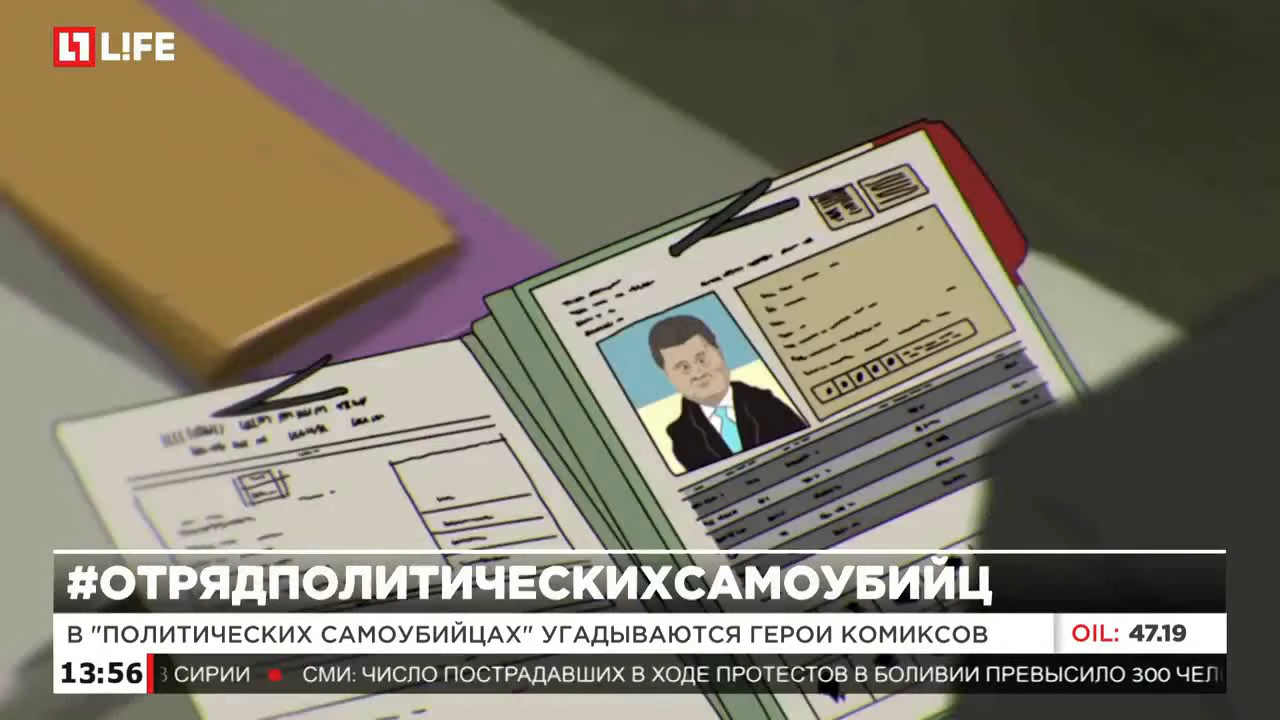 L!FE
#ОТРЯДПОЛИТИЧЕСКИХСАМОУБИЙЦ
В "ПОЛИТИЧЕСКИХ САМОУБИЙЦАХ" УГАДЫВАЮТСЯ ГЕРОИ КОМИКСОВ
OIL: 47.19
13:56 В СИРИИ • СМИ: ЧИСЛО ПОСТРАДАВШИХ В ХОДЕ ПРОТЕСТОВ В БОЛИВИИ ПРЕВЫСИЛО 300